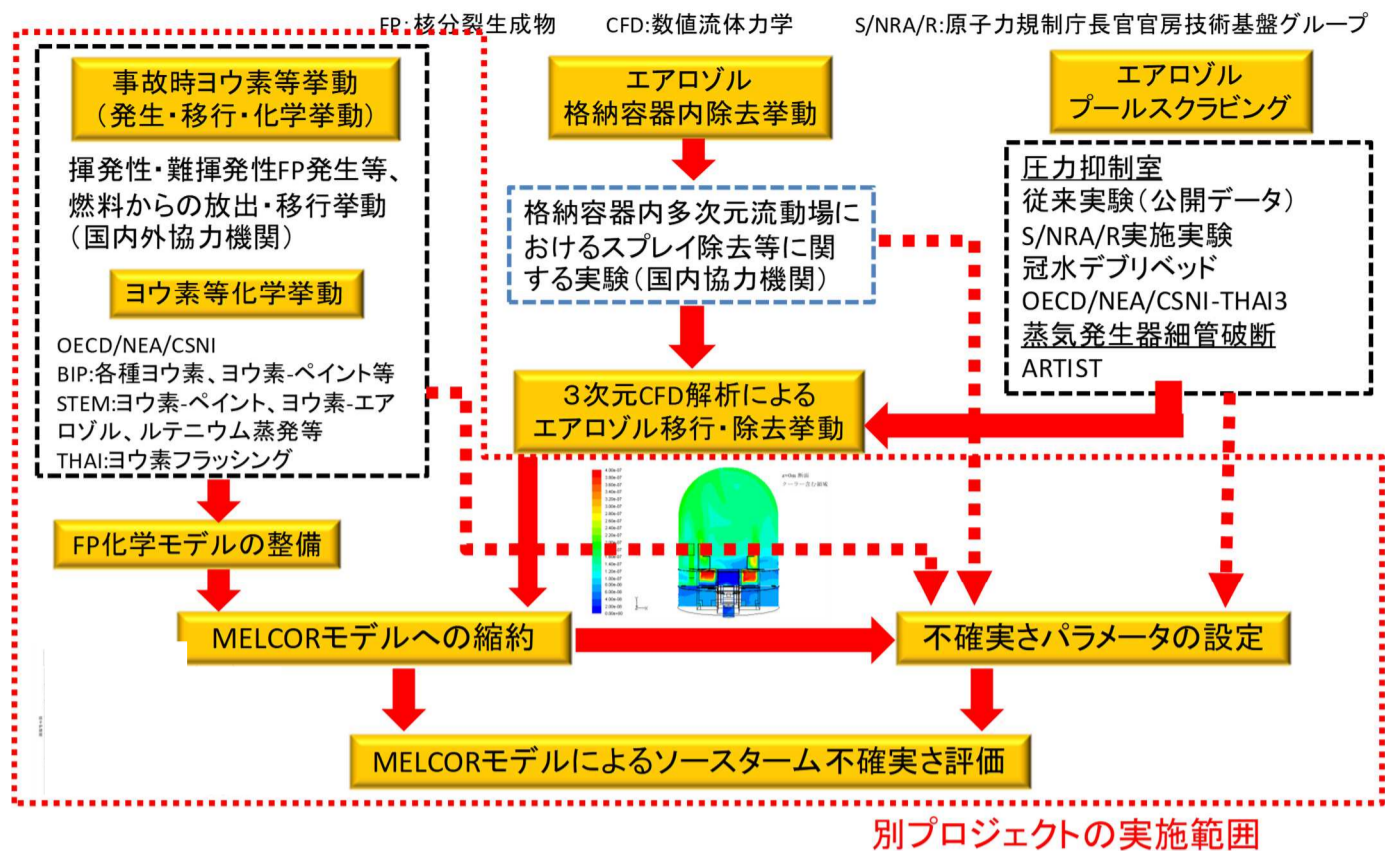 FP:核分裂生成物 CFD:数値流体力学 S/NRA/R:原子力規制庁長官官房技術基盤グループ
事故時ヨウ素等挙動
(発生・移行・化学挙動)
揮発性・難揮発性FP発生等、
燃料からの放出・移行挙動
(国内外協力機関)
ヨウ素等化学挙動
OECD/NEA/CSNI
BIP:各種ヨウ素、ヨウ素-ペイント等
STEM:ヨウ素-ペイント、ヨウ素-エア
ロゾル、ルテニウム蒸発等
THAI:ヨウ素フラッシング
エアロゾル
格納容器内除去挙動
格納容器内多次元流動場に
おけるスプレイ除去等に関
する実験(国内協力機関)
3次元CFD解析による
エアロゾル移行・除去挙動
エアロゾル
プールスクラビング
圧力抑制室
従来実験(公開データ)
S/NRA/R実施実験
冠水デブリベッド
OECD/NEA/CSNI-THAI3
蒸気発生器細管破断
ARTIST
FP化学モデルの整備
MELCORモデルへの縮約
不確実さパラメータの設定
MELCORモデルによるソースターム不確実さ評価
別プロジェクトの実施範囲